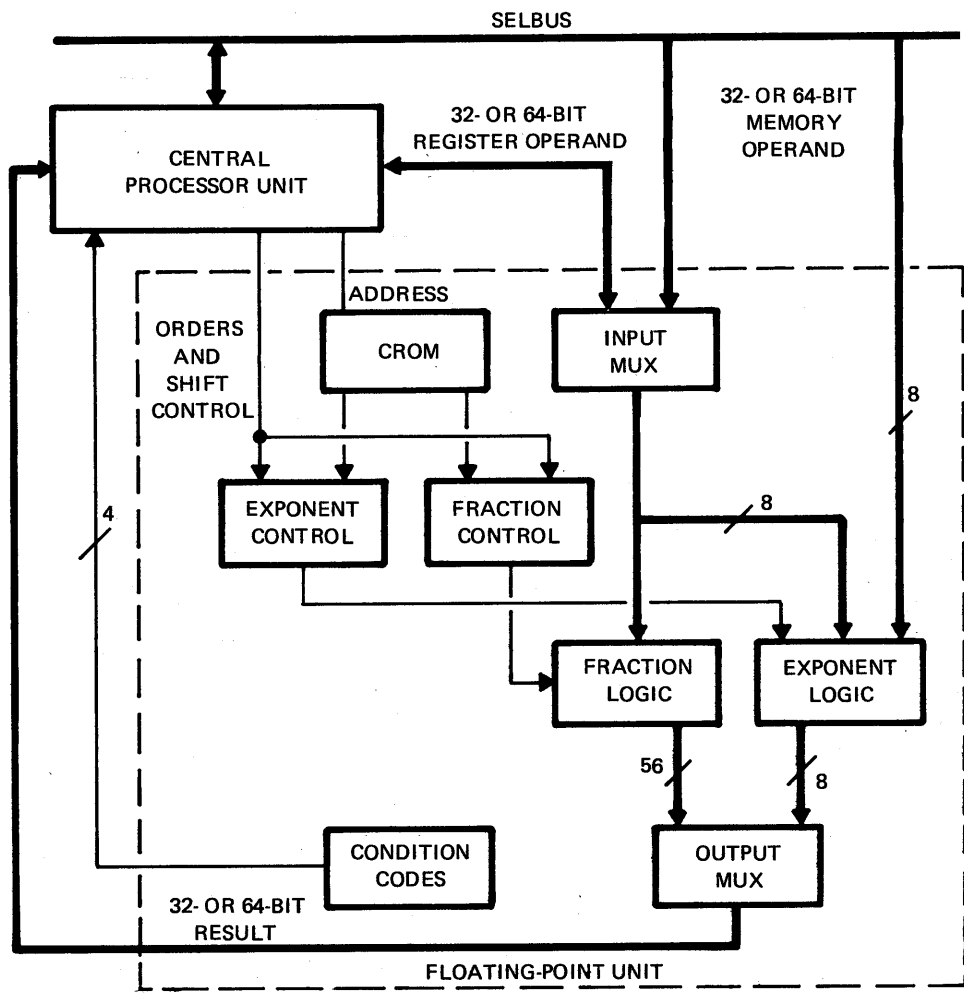 SELBUS
32- OR 64-BIT
REGISTER OPERAND
32- OR 64-BIT
MEMORY
OPERAND
CENTRAL
PROCESSOR UNIT
ADDRESS
ORDERS
AND
SHIFT
CONTROL
CROM
INPUT
MUX
8
4
EXPONENT
CONTROL
FRACTION
CONTROL
8
FRACTION
LOGIC
EXPONENT
LOGIC
56
8
CONDITION
CODES
OUTPUT
MUX
32- OR 64-BIT
RESULT
FLOATING-POINT UNIT